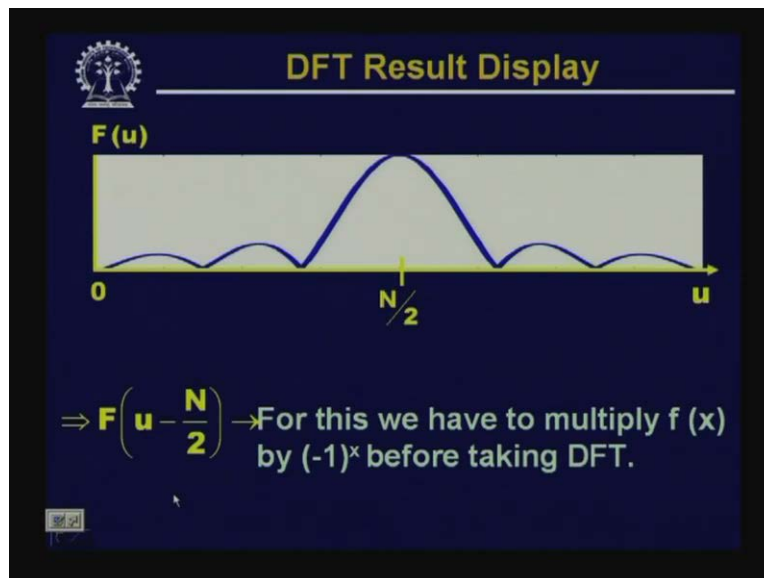 DFT Result Display
F(u)
0
N/2
u
⇒ F(u − N/2) → For this we have to multiply f (x)
by (-1)ˣ before taking DFT.